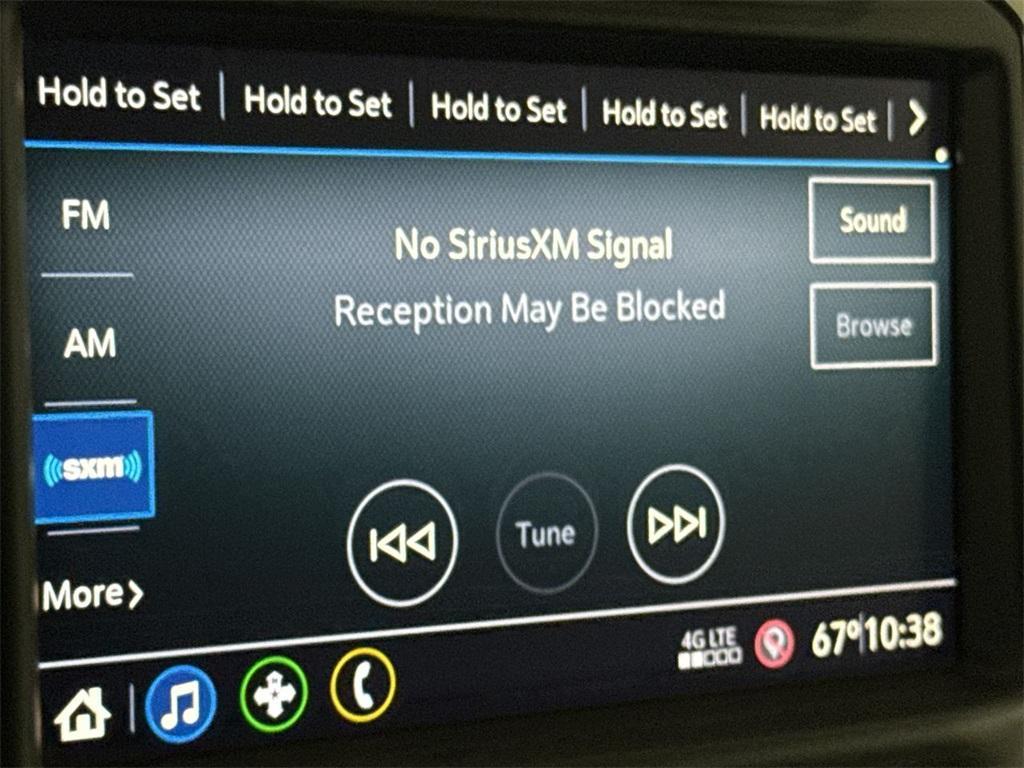 Hold to Set Hold to Set Hold to Set Hold to Set Hold to Set
FM
No SiriusXM Signal
Sound
Reception May Be Blocked
Browse
AM
sxm
Tune
More
4G LTE
67° 10:38